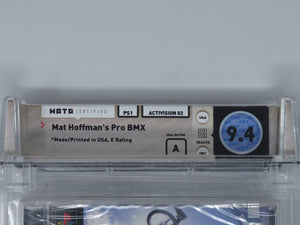 WATA CERTIFIED
PS1
ACTIVISION 02
USA
Mat Hoffman's Pro BMX
*Made/Printed in USA, E Rating
SEAL RATING
A
SEALED
2001
9.4